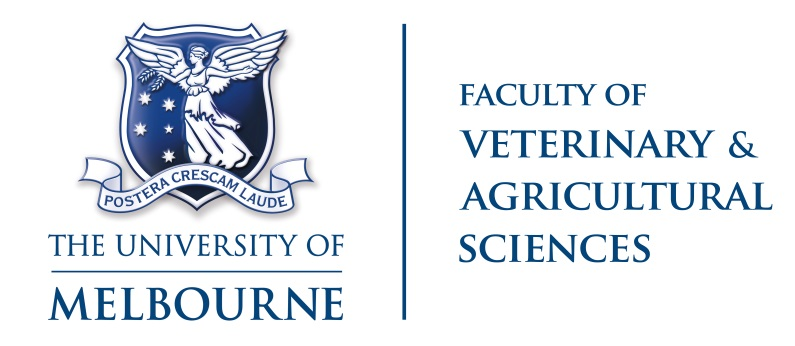 POSTERA CRESCAM LAUDE
THE UNIVERSITY OF
MELBOURNE
FACULTY OF
VETERINARY &
AGRICULTURAL
SCIENCES